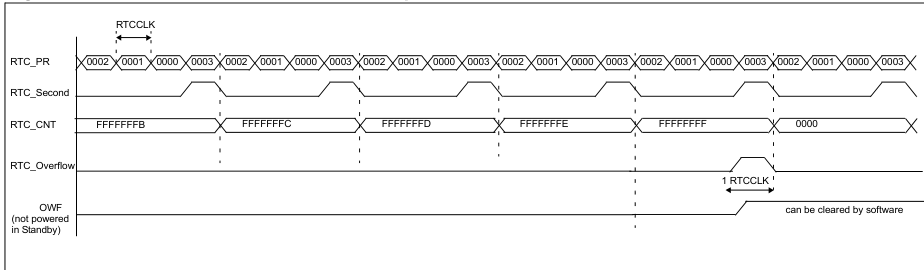 RTCCLK
RTC_PR 0002 0001 0000 0003 0002 0001 0000 0003 0002 0001 0000 0003 0002 0001 0000 0003 0002 0001 0000 0003 0002 0001 0000 0003
RTC_Second
RTC_CNT FFFFFFFB FFFFFFFC FFFFFFFD FFFFFFFE FFFFFFFF 0000
RTC_Overflow
1 RTCCLK
OWF
(not powered
in Standby)
can be cleared by software